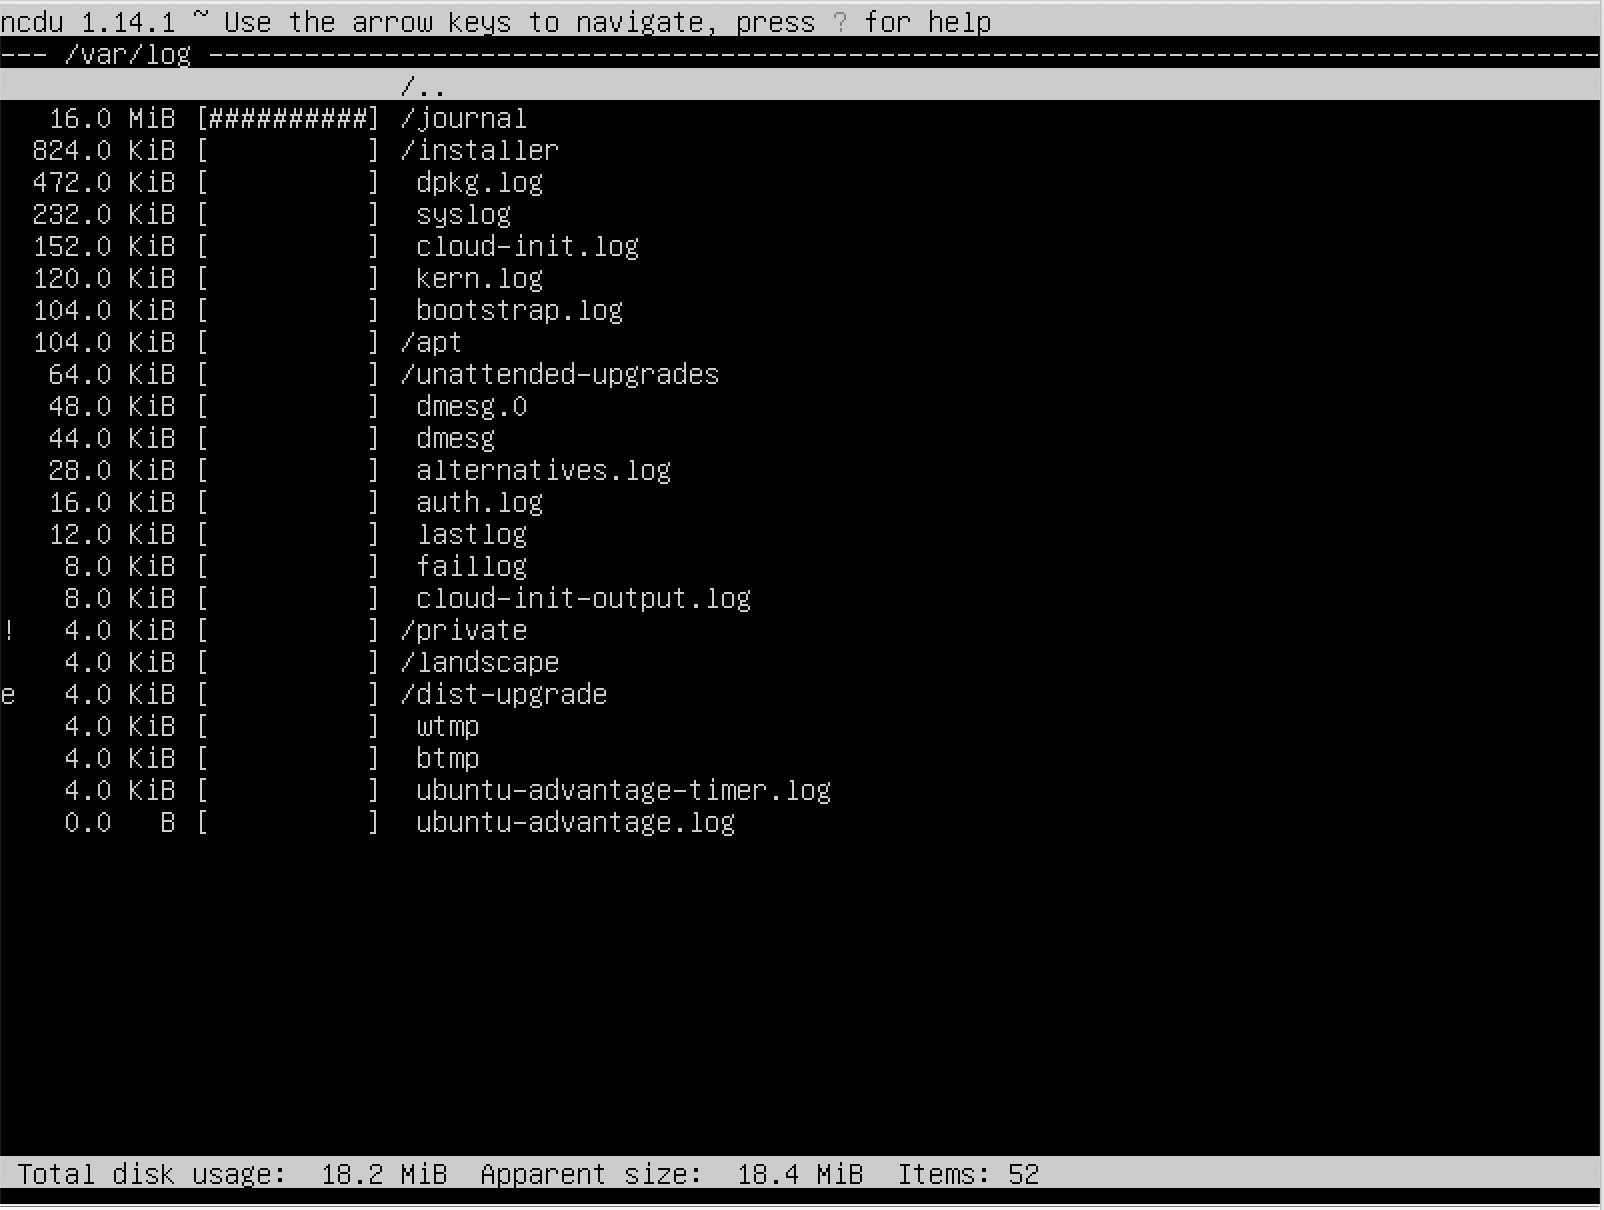 ncdu 1.14.1 ~ Use the arrow keys to navigate, press ? for help
--- /var/log ---------------------------------------------------------------------------------------
                         /..
   16.0 MiB [##########] /journal
  824.0 KiB [          ] /installer
  472.0 KiB [          ]  dpkg.log
  232.0 KiB [          ]  syslog
  152.0 KiB [          ]  cloud-init.log
  120.0 KiB [          ]  kern.log
  104.0 KiB [          ]  bootstrap.log
  104.0 KiB [          ] /apt
   64.0 KiB [          ] /unattended-upgrades
   48.0 KiB [          ]  dmesg.0
   44.0 KiB [          ]  dmesg
   28.0 KiB [          ]  alternatives.log
   16.0 KiB [          ]  auth.log
   12.0 KiB [          ]  lastlog
    8.0 KiB [          ]  faillog
    8.0 KiB [          ]  cloud-init-output.log
!   4.0 KiB [          ] /private
    4.0 KiB [          ] /landscape
e   4.0 KiB [          ] /dist-upgrade
    4.0 KiB [          ]  wtmp
    4.0 KiB [          ]  btmp
    4.0 KiB [          ]  ubuntu-advantage-timer.log
    0.0   B [          ]  ubuntu-advantage.log
 Total disk usage:  18.2 MiB  Apparent size:  18.4 MiB  Items: 52